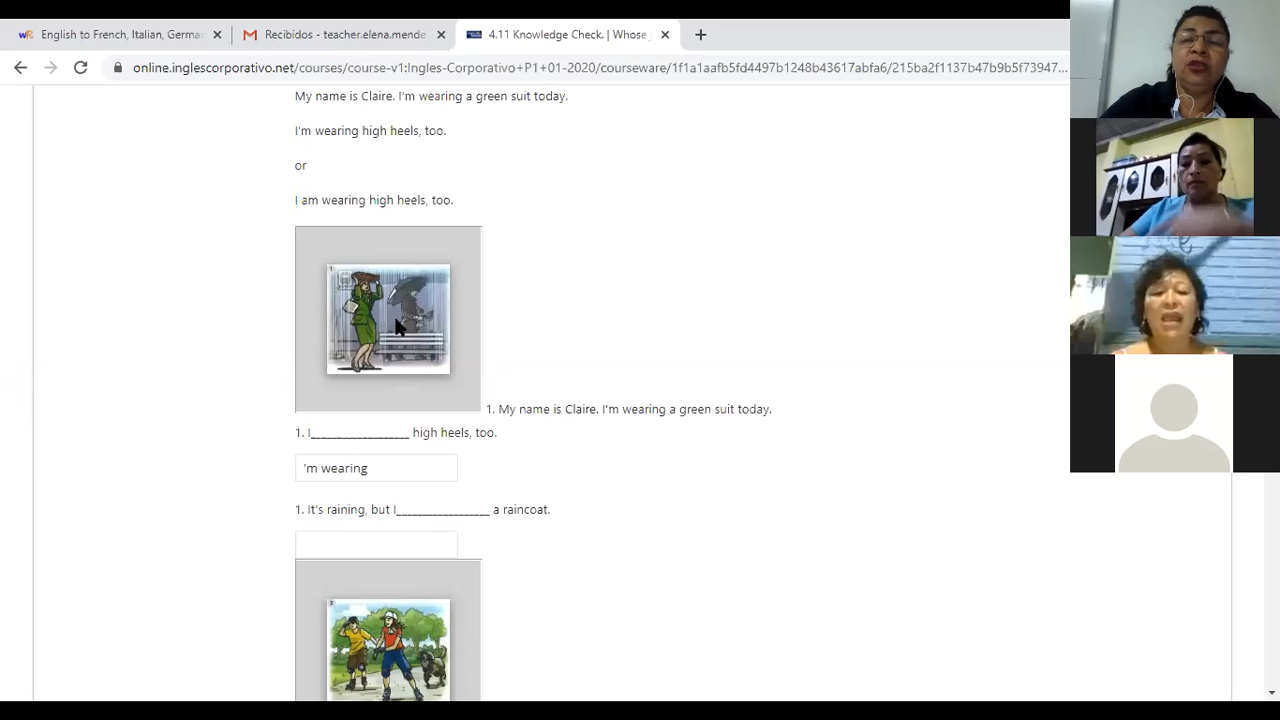 English to French, Italian, Germa
Recibidos - teacher.elena.mende
4.11 Knowledge Check. | Whose
online.inglescorporativo.net/courses/course-v1:Ingles-Corporativo+P1+01-2020/courseware/1f1a1aafb5fd4497b1248b43617abfa6/215ba2f1137b47b9b5f73947...
My name is Claire. I'm wearing a green suit today.
I'm wearing high heels, too.
or
I am wearing high heels, too.
1. My name is Claire. I'm wearing a green suit today.
1. I_________________ high heels, too.
'm wearing
1. It's raining, but I________________ a raincoat.